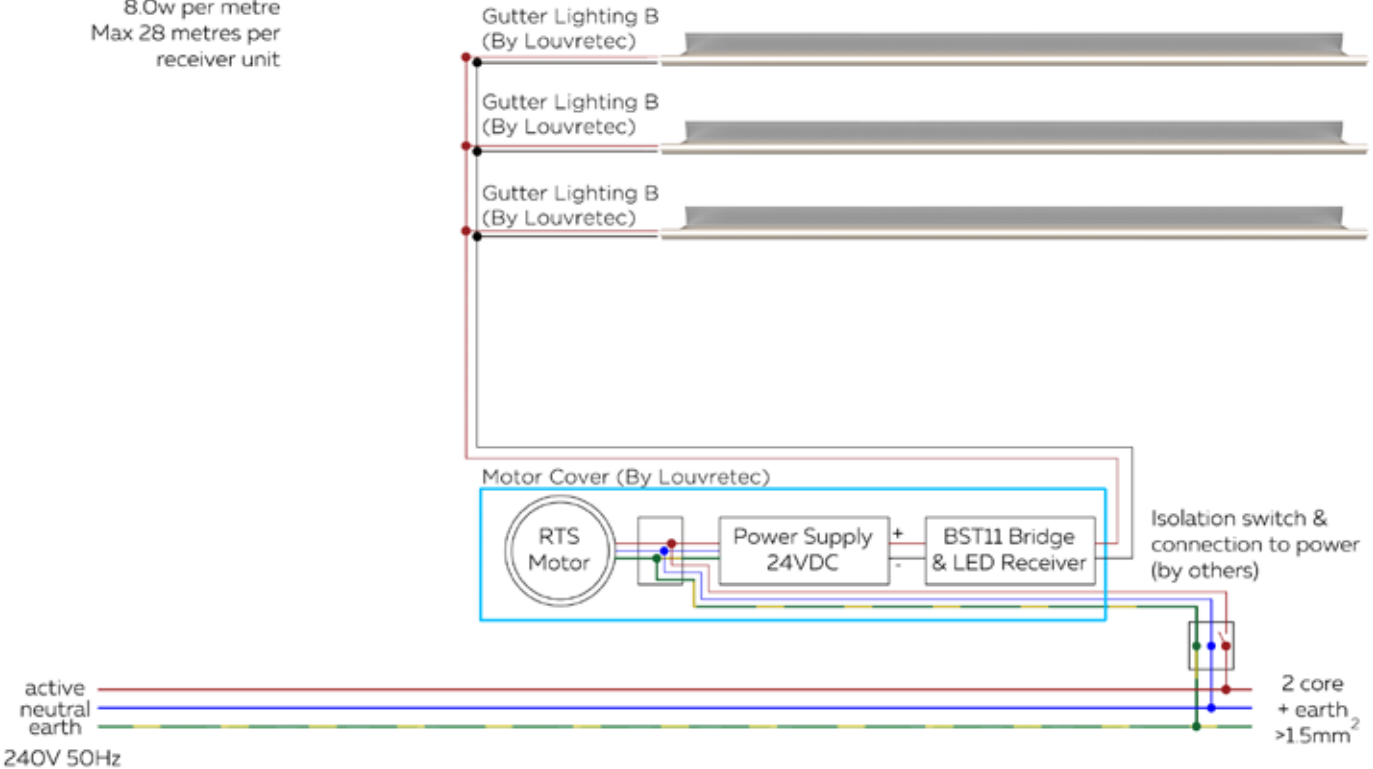 8.0w per metre
Max 28 metres per
receiver unit
Gutter Lighting B
(By Louvretec)
Gutter Lighting B
(By Louvretec)
Gutter Lighting B
(By Louvretec)
Motor Cover (By Louvretec)
RTS
Motor
Power Supply
24VDC
+
-
BST11 Bridge
& LED Receiver
Isolation switch &
connection to power
(by others)
active
neutral
earth
240V 50Hz
2 core
+ earth
>1.5mm²